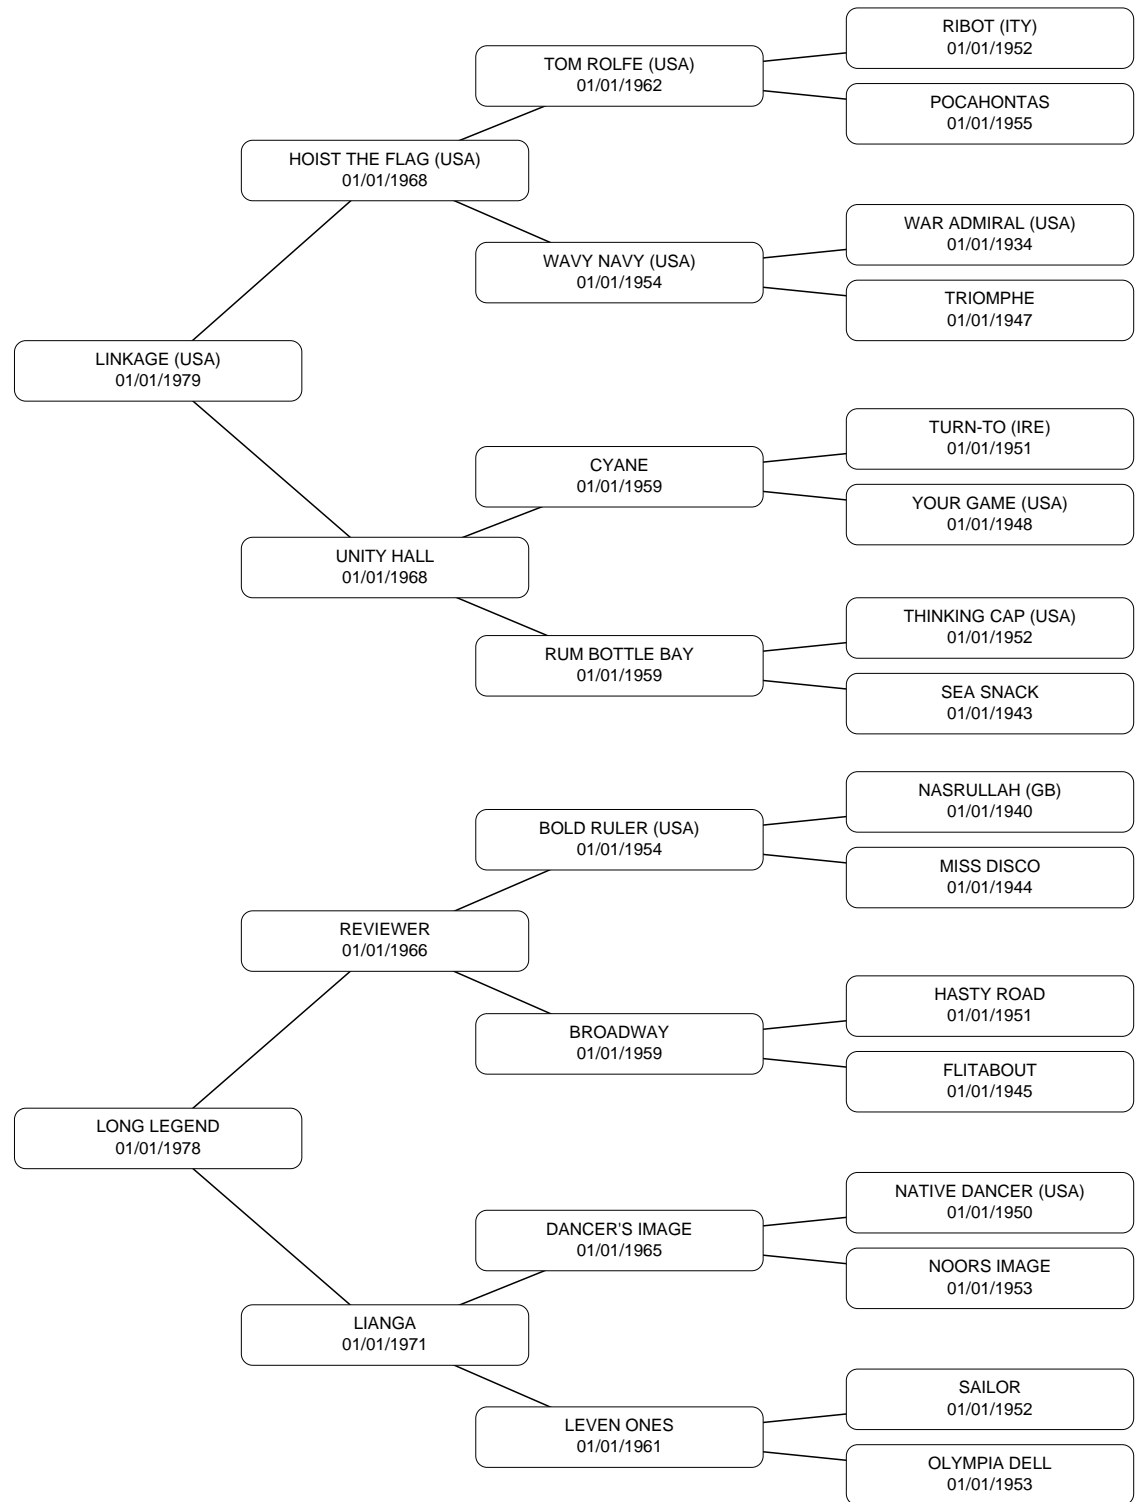 RIBOT (ITY)
01/01/1952
TOM ROLFE (USA)
01/01/1962
POCAHONTAS
01/01/1955
HOIST THE FLAG (USA)
01/01/1968
WAR ADMIRAL (USA)
01/01/1934
WAVY NAVY (USA)
01/01/1954
TRIOMPHE
01/01/1947
LINKAGE (USA)
01/01/1979
TURN-TO (IRE)
01/01/1951
CYANE
01/01/1959
YOUR GAME (USA)
01/01/1948
UNITY HALL
01/01/1968
THINKING CAP (USA)
01/01/1952
RUM BOTTLE BAY
01/01/1959
SEA SNACK
01/01/1943
NASRULLAH (GB)
01/01/1940
BOLD RULER (USA)
01/01/1954
MISS DISCO
01/01/1944
REVIEWER
01/01/1966
HASTY ROAD
01/01/1951
BROADWAY
01/01/1959
FLITABOUT
01/01/1945
LONG LEGEND
01/01/1978
NATIVE DANCER (USA)
01/01/1950
DANCER'S IMAGE
01/01/1965
NOORS IMAGE
01/01/1953
LIANGA
01/01/1971
SAILOR
01/01/1952
LEVEN ONES
01/01/1961
OLYMPIA DELL
01/01/1953